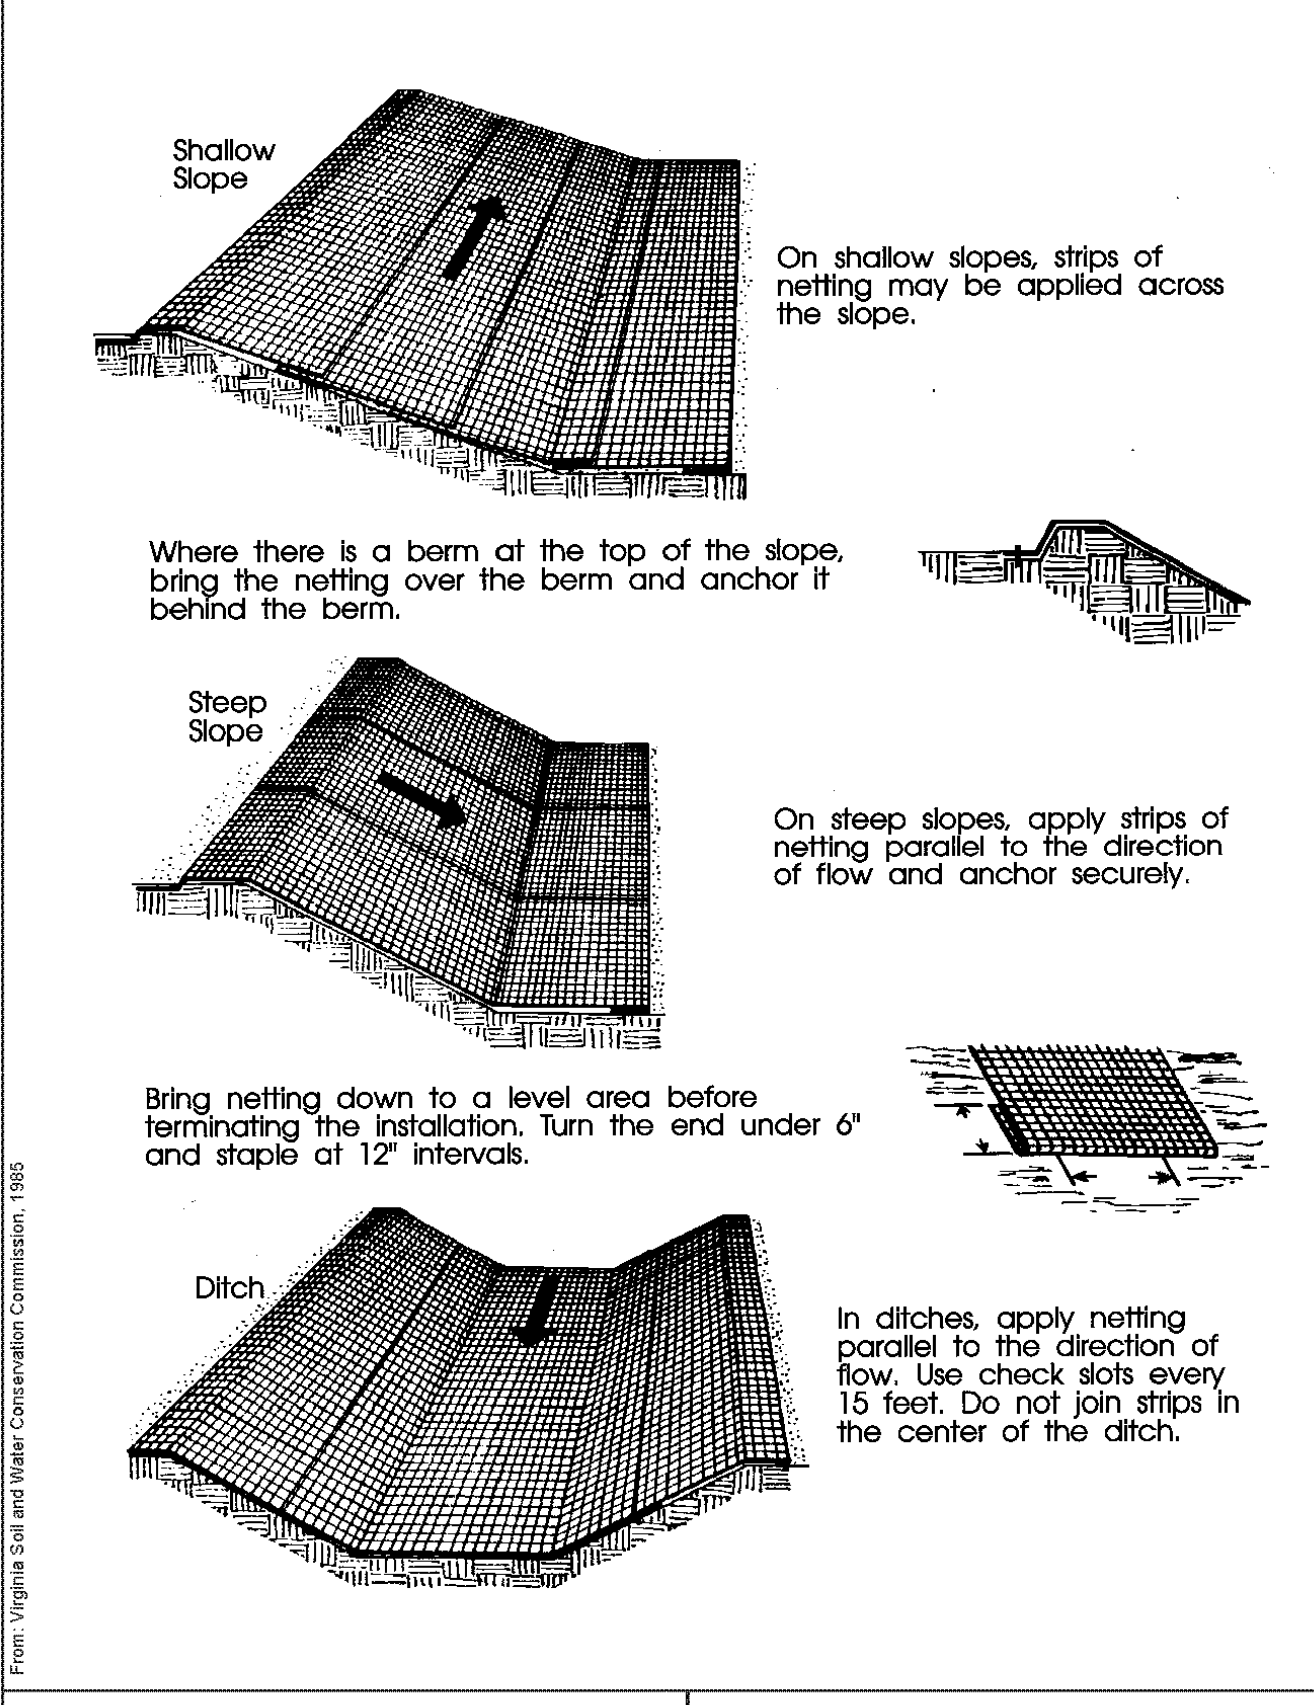 Shallow
Slope
On shallow slopes, strips of
netting may be applied across
the slope.
Where there is a berm at the top of the slope,
bring the netting over the berm and anchor it
behind the berm.
Steep
Slope
On steep slopes, apply strips of
netting parallel to the direction
of flow and anchor securely.
Bring netting down to a level area before
terminating the installation. Turn the end under 6"
and staple at 12" intervals.
Ditch
In ditches, apply netting
parallel to the direction of
flow. Use check slots every
15 feet. Do not join strips in
the center of the ditch.
From: Virginia Soil and Water Conservation Commission, 1985